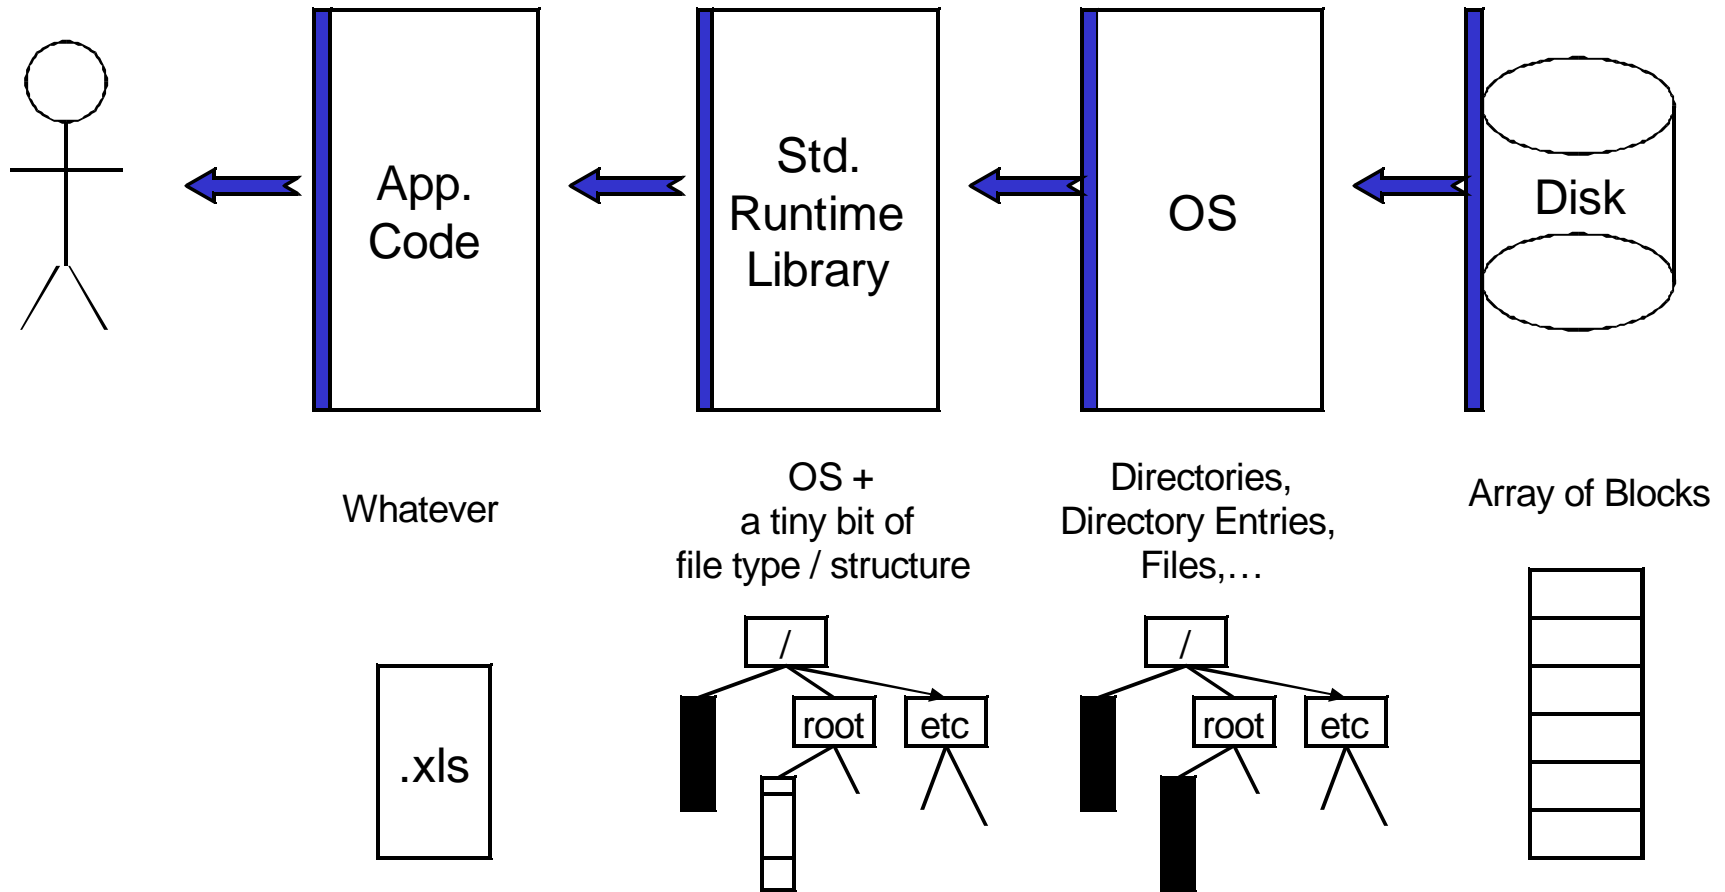 App.
Code
Std.
Runtime
Library
OS
Disk
Whatever
OS +
a tiny bit of
file type / structure
Directories,
Directory Entries,
Files,…
Array of Blocks
.xls
/
root
etc
/
root
etc